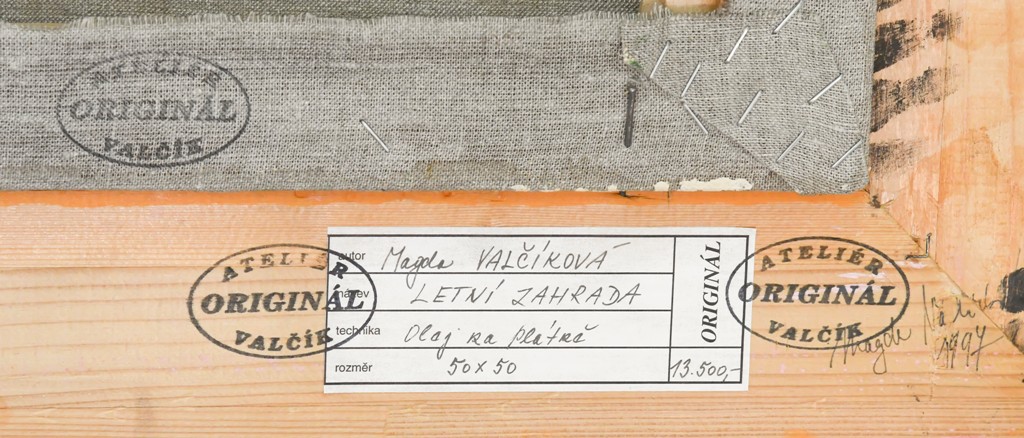 ATELIÉR
ORIGINÁL
VALČÍK
ATELIÉR
ORIGINÁL
VALČÍK
autor Magda VALČÍKOVÁ
název LETNÍ ZAHRADA
technika Olej na plátně
rozměr 50 x 50
ORIGINÁL
13.500,-
ATELIÉR
ORIGINÁL
VALČÍK
Magda